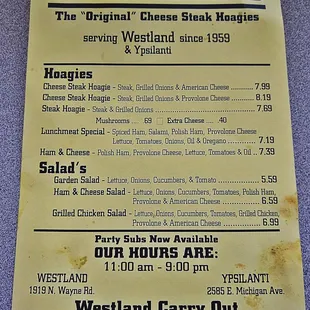 The "Original" Cheese Steak Hoagies
serving Westland since 1959
& Ypsilanti
Hoagies
Cheese Steak Hoagie - Steak, Grilled Onions & American Cheese .......... 7.99
Cheese Steak Hoagie - Steak, Grilled Onions & Provolone Cheese ....... 8.19
Steak Hoagie - Steak & Grilled Onions ........................................ 7.69
Mushrooms ... .69 □ Extra Cheese .... .40
Lunchmeat Special - Spiced Ham, Salami, Polish Ham, Provolone Cheese
Lettuce, Tomatoes, Onions, Oil & Oregano .......... 7.19
Ham & Cheese - Polish Ham, Provolone Cheese, Lettuce, Tomatoes & Oil .. 7.39
Salad's
Garden Salad - Lettuce, Onions, Cucumbers, & Tomato ................ 5.59
Ham & Cheese Salad - Lettuce, Onions, Cucumbers, Tomatoes, Polish Ham,
Provolone & American Cheese ............... 6.59
Grilled Chicken Salad - Lettuce, Onions, Cucumbers, Tomatoes, Grilled Chicken,
Provolone & American Cheese .............. 6.99
Party Subs Now Available
OUR HOURS ARE:
11:00 am - 9:00 pm
WESTLAND YPSILANTI
1919 N. Wayne Rd. 2585 E. Michigan Ave.
Westland Carry Out